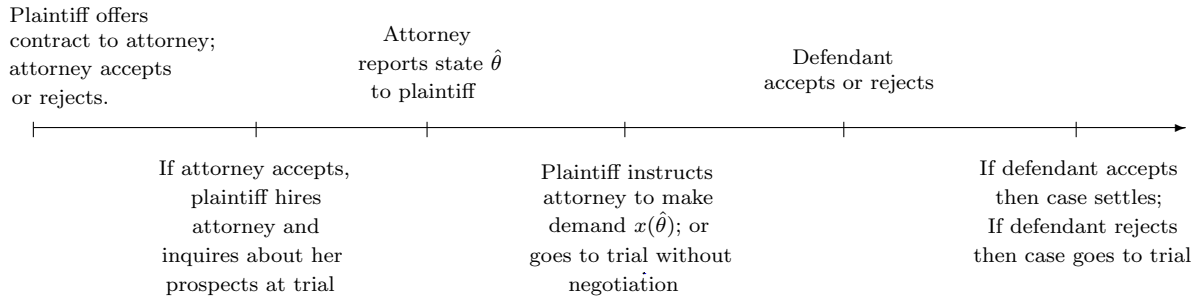 Plaintiff offers
contract to attorney;
attorney accepts
or rejects.
If attorney accepts,
plaintiff hires
attorney and
inquires about her
prospects at trial
Attorney
reports state θ̂
to plaintiff
Plaintiff instructs
attorney to make
demand x(θ̂); or
goes to trial without
negotiation
Defendant
accepts or rejects
If defendant accepts
then case settles;
If defendant rejects
then case goes to trial